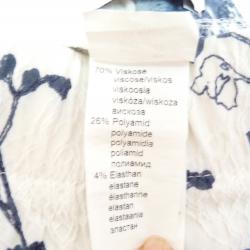 70% Viskose
viscose/viskos
viskoosia
viskóza/wiskoza
вискоза
26% Polyamid
polyamide
polyamidia
poliamid
полиамид
4% Elasthan
elastane
élasthanne
elastan
elastaania
эластан